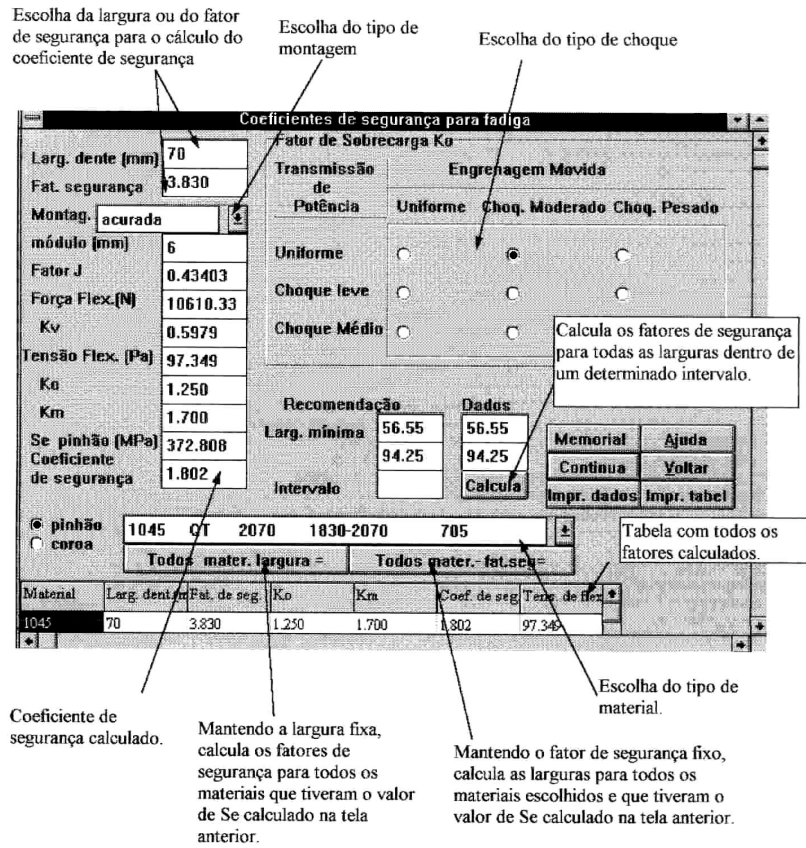 Escolha da largura ou do fator
de segurança para o cálculo do
coeficiente de segurança
Escolha do tipo de
montagem
Escolha do tipo de choque
Coeficientes de segurança para fadiga
Larg. dente (mm) 70
Fat. segurança 3.830
Montag. acurada
módulo (mm) 6
Fator J 0.43403
Força Flex.(N) 10610.33
Kv 0.5979
Tensão Flex. (Pa) 97.349
Ko 1.250
Km 1.700
Se pinhão (MPa) 372.808
Coeficiente
de segurança 1.802
Fator de Sobrecarga Ko
Transmissão
de
Potência
Engrenagem Movida
Uniforme Choq. Moderado Choq. Pesado
Uniforme
Choque leve
Choque Médio
Calcula os fatores de segurança
para todas as larguras dentro de
um determinado intervalo.
Recomendação Dados
Larg. mínima 56.55 56.55
94.25 94.25
Intervalo Calcula
Memorial Ajuda
Continua Voltar
Impr. dados Impr. tabel
pinhão
coroa
1045 QT 2070 1830-2070 705
Todos mater. largura = Todos mater.- fat.seg=
Tabela com todos os
fatores calculados.
Material Larg. dent.m Fat. de seg. Ko Km Coef. de seg Tens. de flex
1045 70 3.830 1.250 1.700 1.802 97.349
Coeficiente de
segurança calculado.
Mantendo a largura fixa,
calcula os fatores de
segurança para todos os
materiais que tiveram o valor
de Se calculado na tela
anterior.
Escolha do tipo de
material.
Mantendo o fator de segurança fixo,
calcula as larguras para todos os
materiais escolhidos e que tiveram o
valor de Se calculado na tela anterior.